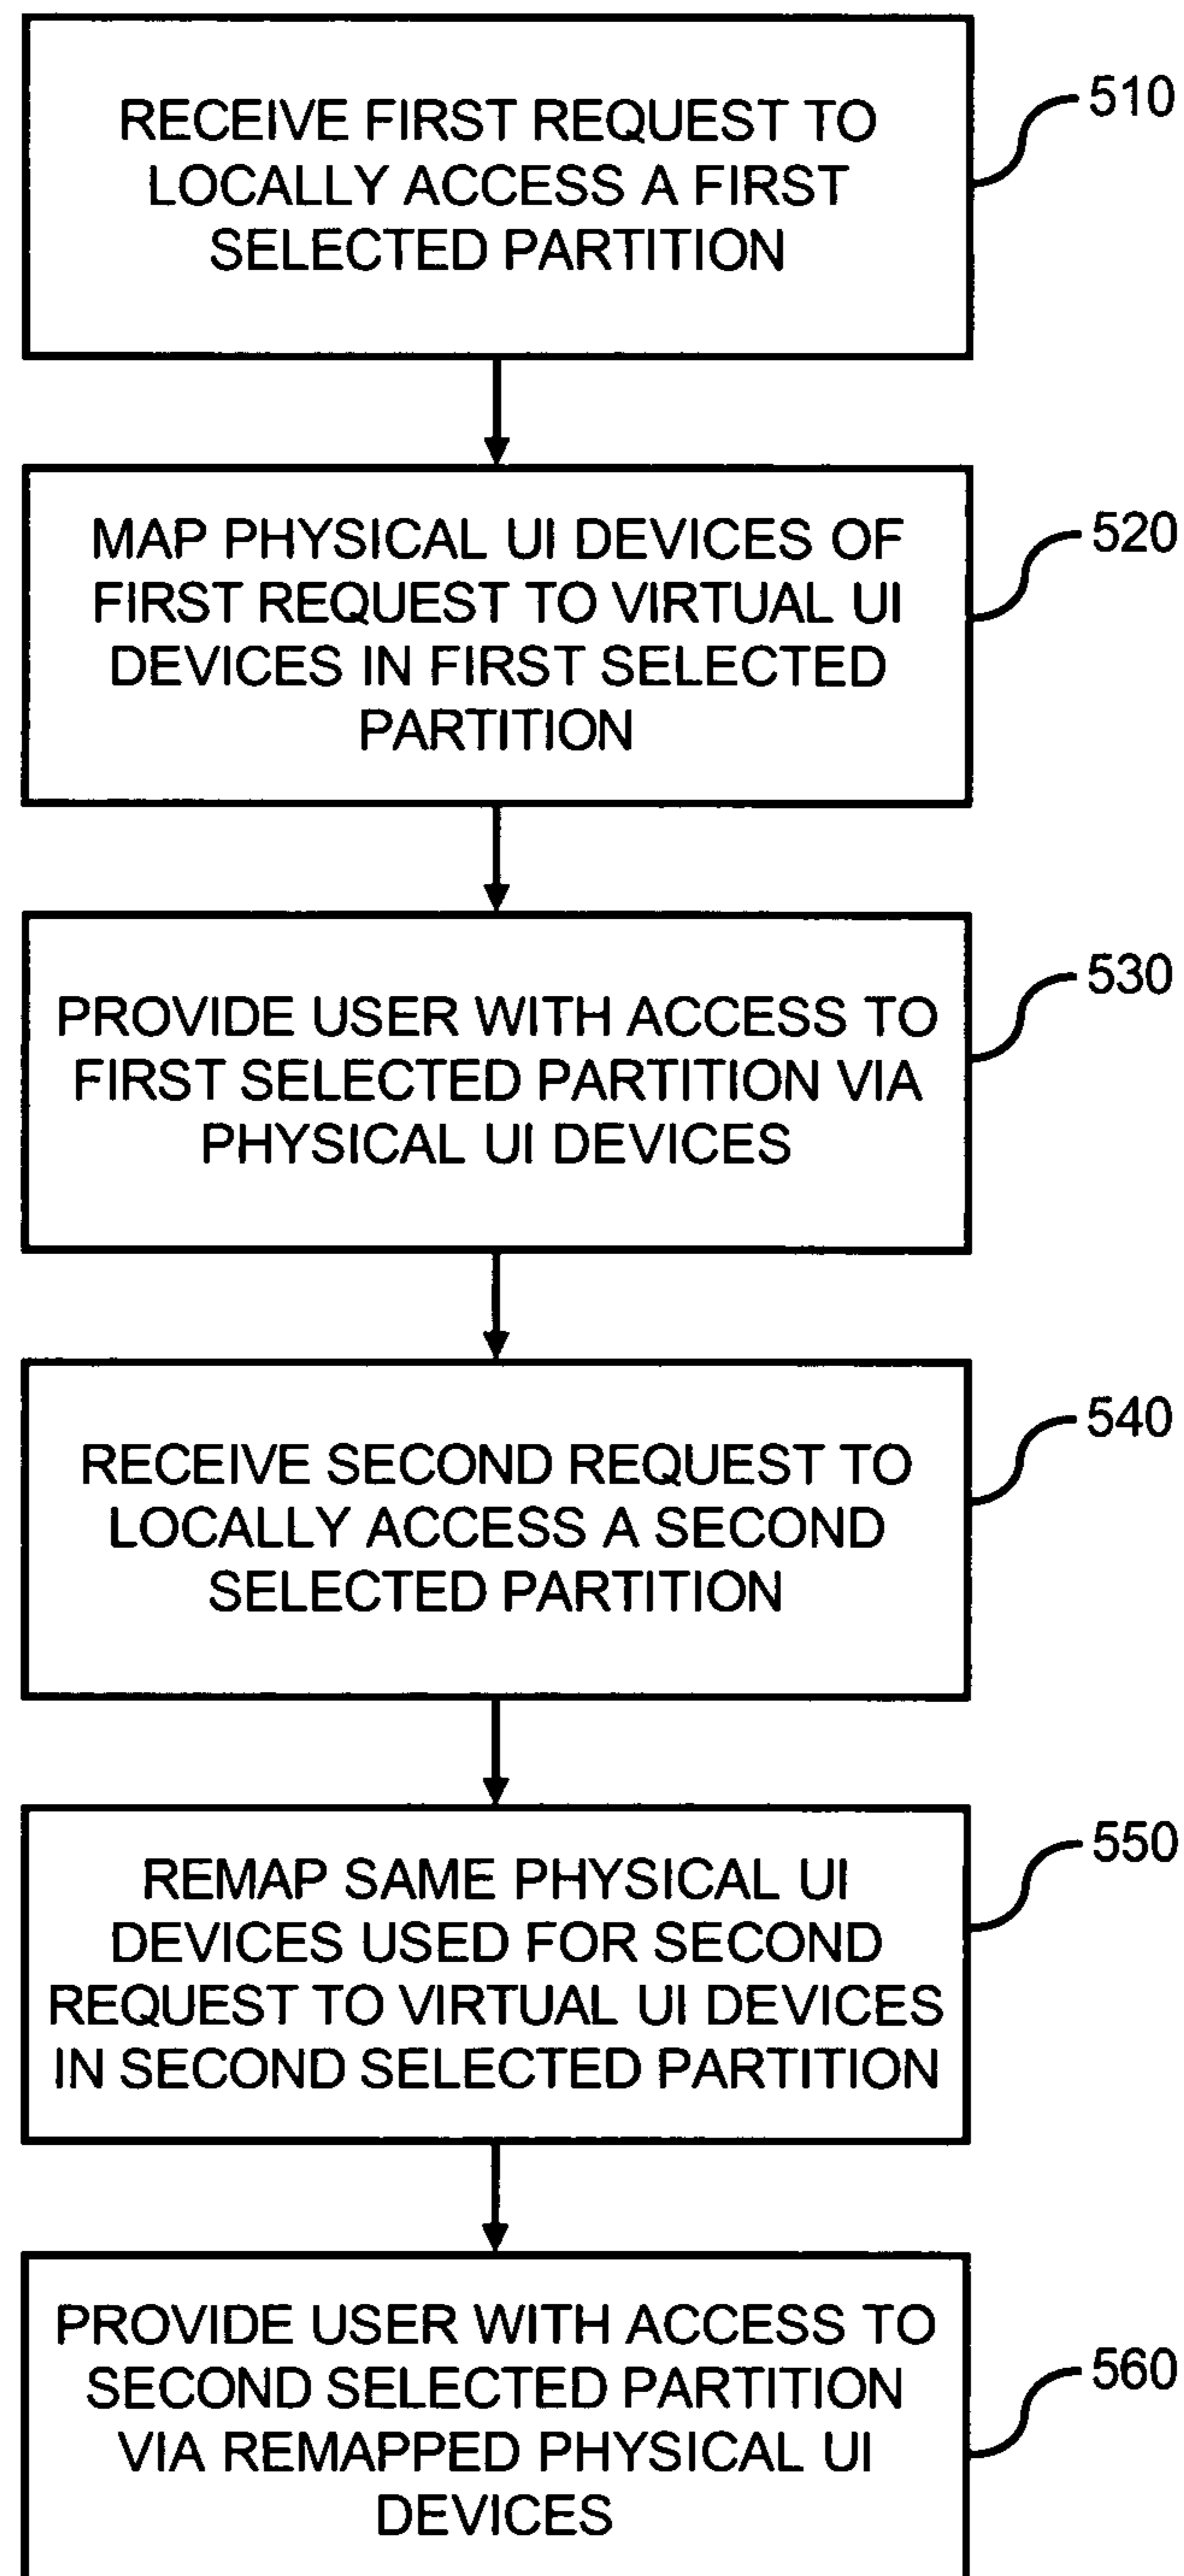 RECEIVE FIRST REQUEST TO
LOCALLY ACCESS A FIRST
SELECTED PARTITION
510
MAP PHYSICAL UI DEVICES OF
FIRST REQUEST TO VIRTUAL UI
DEVICES IN FIRST SELECTED
PARTITION
520
PROVIDE USER WITH ACCESS TO
FIRST SELECTED PARTITION VIA
PHYSICAL UI DEVICES
530
RECEIVE SECOND REQUEST TO
LOCALLY ACCESS A SECOND
SELECTED PARTITION
540
REMAP SAME PHYSICAL UI
DEVICES USED FOR SECOND
REQUEST TO VIRTUAL UI DEVICES
IN SECOND SELECTED PARTITION
550
PROVIDE USER WITH ACCESS TO
SECOND SELECTED PARTITION
VIA REMAPPED PHYSICAL UI
DEVICES
560